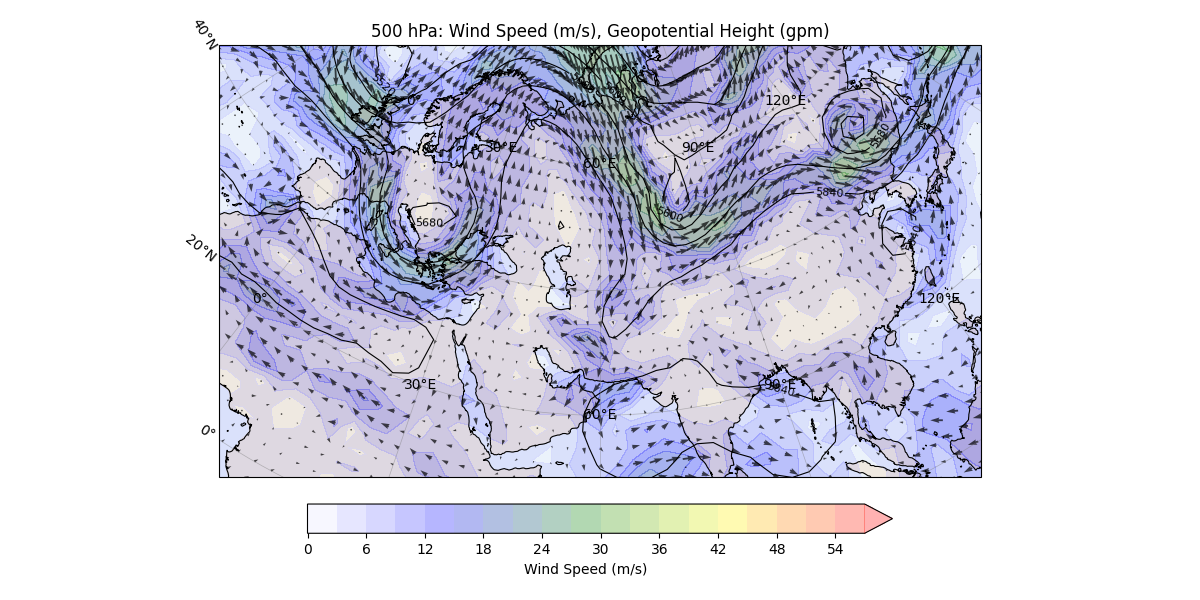 500 hPa: Wind Speed (m/s), Geopotential Height (gpm)
40°N
0°
120°E
30°E
90°E
60°E
5680
5600
5680
5840
20°N
0°
120°E
30°E
90°E
5840
60°E
0°
0 6 12 18 24 30 36 42 48 54
Wind Speed (m/s)